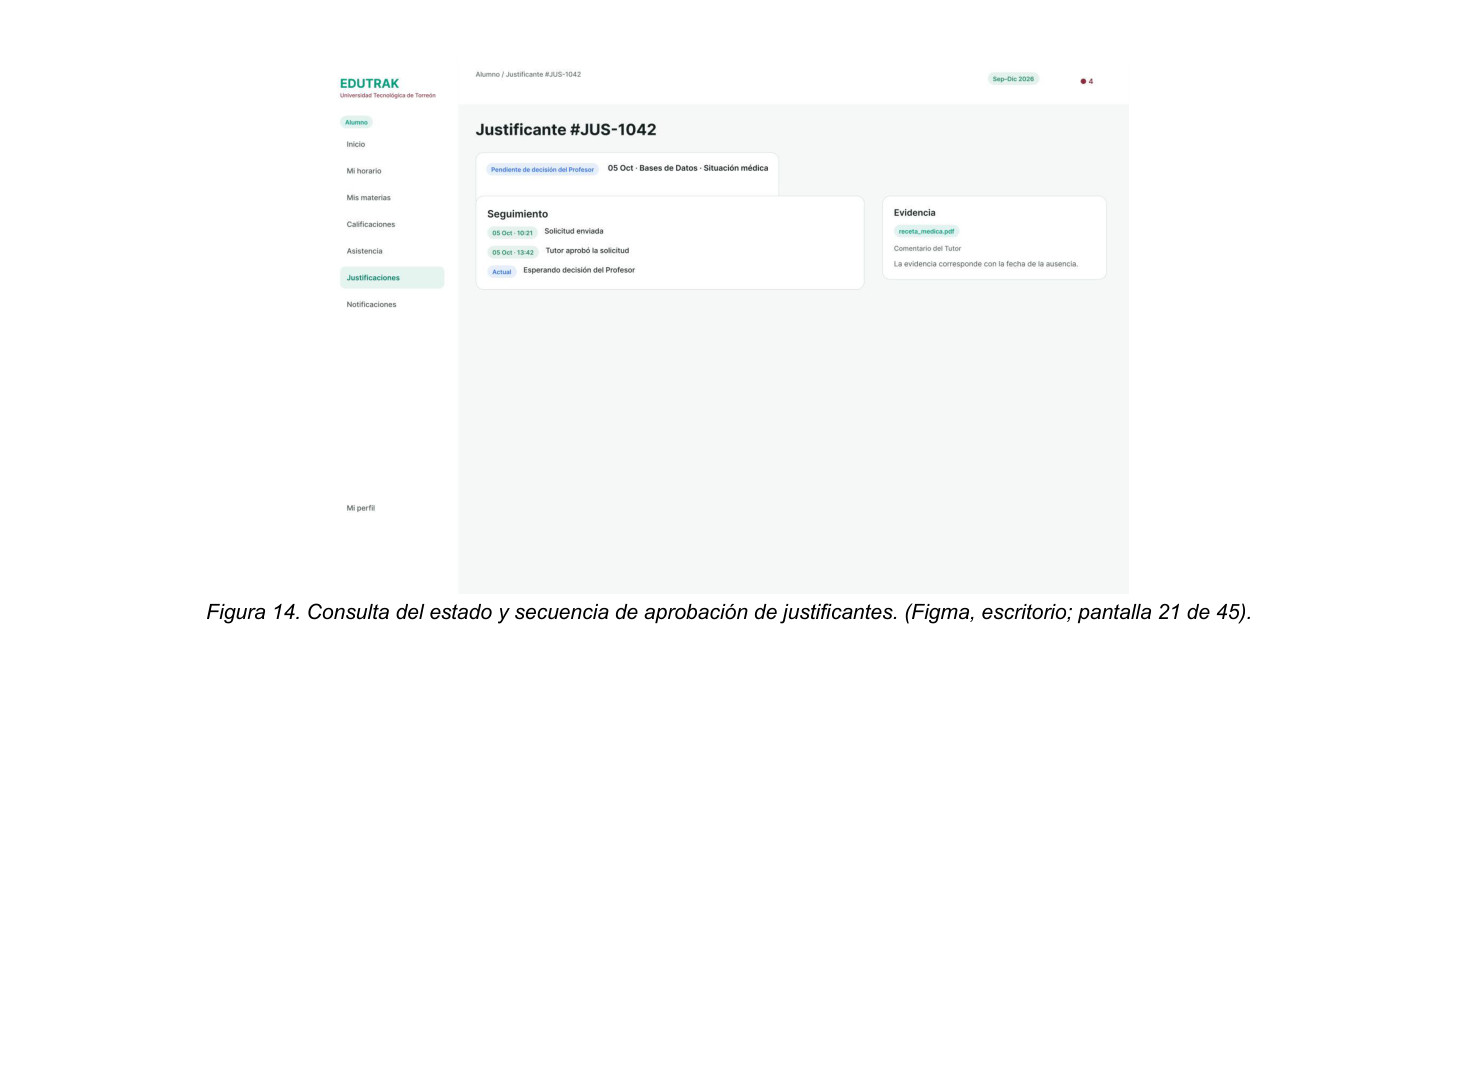 EDUTRAK
Universidad Tecnológica de Torreón
Alumno
Inicio
Mi horario
Mis materias
Calificaciones
Asistencia
Justificaciones
Notificaciones
Mi perfil
Alumno / Justificante #JUS-1042
Sep-Dic 2026
4
Justificante #JUS-1042
Pendiente de decisión del Profesor 05 Oct · Bases de Datos · Situación médica
Seguimiento
05 Oct · 10:21 Solicitud enviada
05 Oct · 13:42 Tutor aprobó la solicitud
Actual Esperando decisión del Profesor
Evidencia
receta_medica.pdf
Comentario del Tutor
La evidencia corresponde con la fecha de la ausencia.
Figura 14. Consulta del estado y secuencia de aprobación de justificantes. (Figma, escritorio; pantalla 21 de 45).